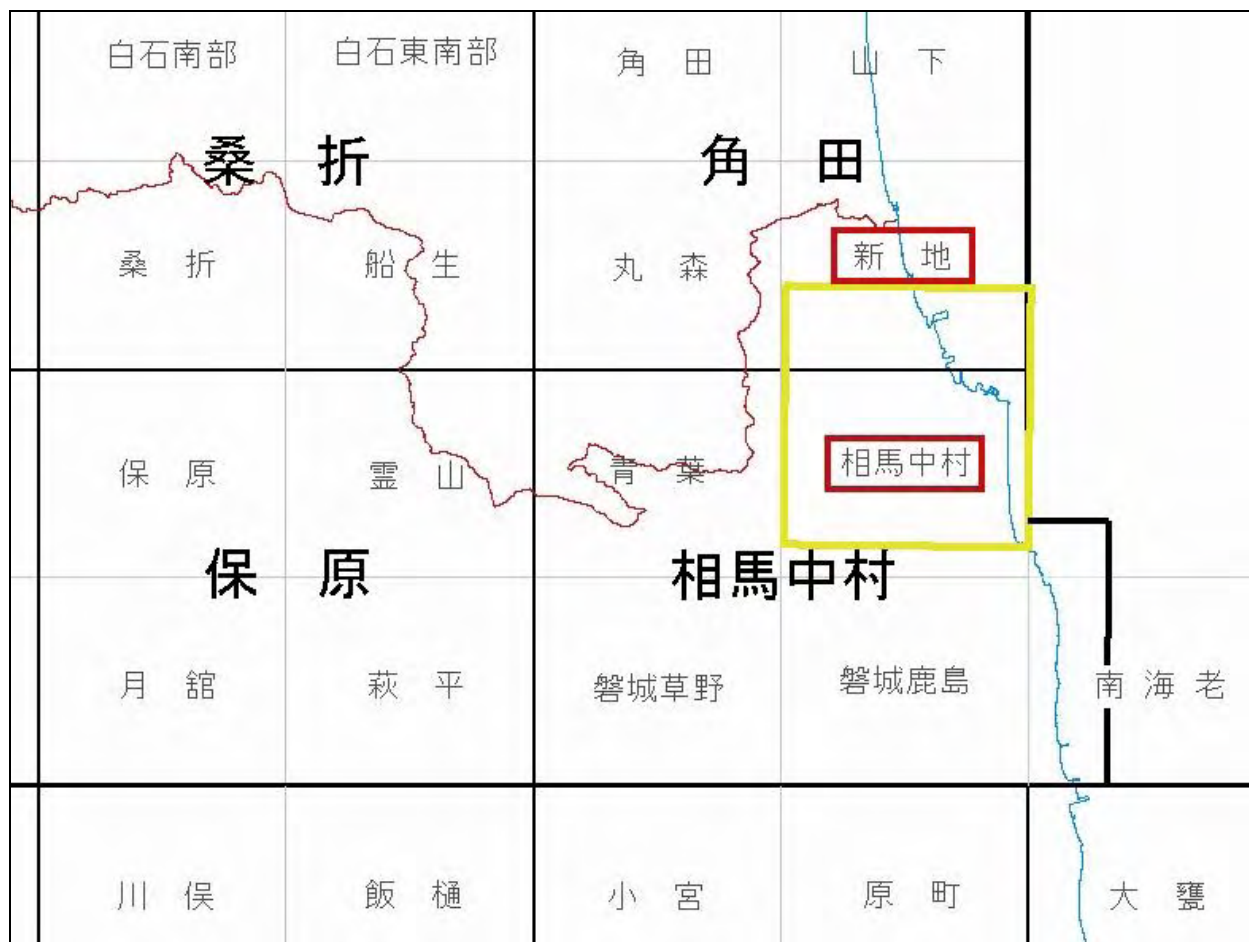 白石南部 白石東南部 角田 山下
桑折 角田
桑折 船生 丸森 新地
保原 霊山 青葉 相馬中村
保原 相馬中村
月舘 萩平 磐城草野 磐城鹿島 南海老
川俣 飯樋 小宮 原町 大甕